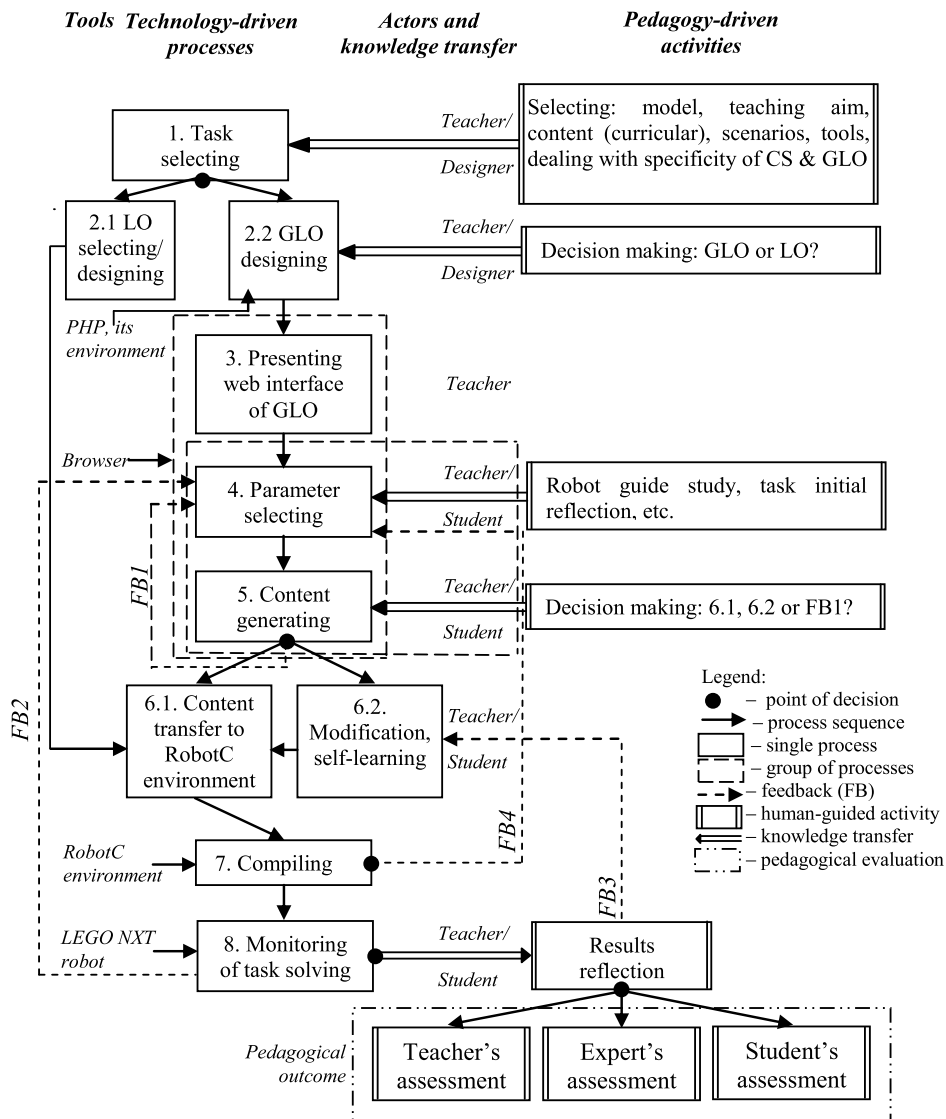 Tools
Technology-driven
processes
Actors and
knowledge transfer
Pedagogy-driven
activities
1. Task
selecting
Teacher/
Designer
Selecting: model, teaching aim,
content (curricular), scenarios, tools,
dealing with specificity of CS & GLO
2.1 LO
selecting/
designing
2.2 GLO
designing
Teacher/
Designer
Decision making: GLO or LO?
PHP, its
environment
3. Presenting
web interface
of GLO
Teacher
Browser
4. Parameter
selecting
Teacher/
Student
Robot guide study, task initial
reflection, etc.
FB1
5. Content
generating
Teacher/
Student
Decision making: 6.1, 6.2 or FB1?
FB2
6.1. Content
transfer to
RobotC
environment
6.2.
Modification,
self-learning
Teacher/
Student
Legend:
– point of decision
– process sequence
– single process
– group of processes
– feedback (FB)
– human-guided activity
– knowledge transfer
– pedagogical evaluation
FB4
RobotC
environment
7. Compiling
FB3
LEGO NXT
robot
8. Monitoring
of task solving
Teacher/
Student
Results
reflection
Pedagogical
outcome
Teacher’s
assessment
Expert’s
assessment
Student’s
assessment